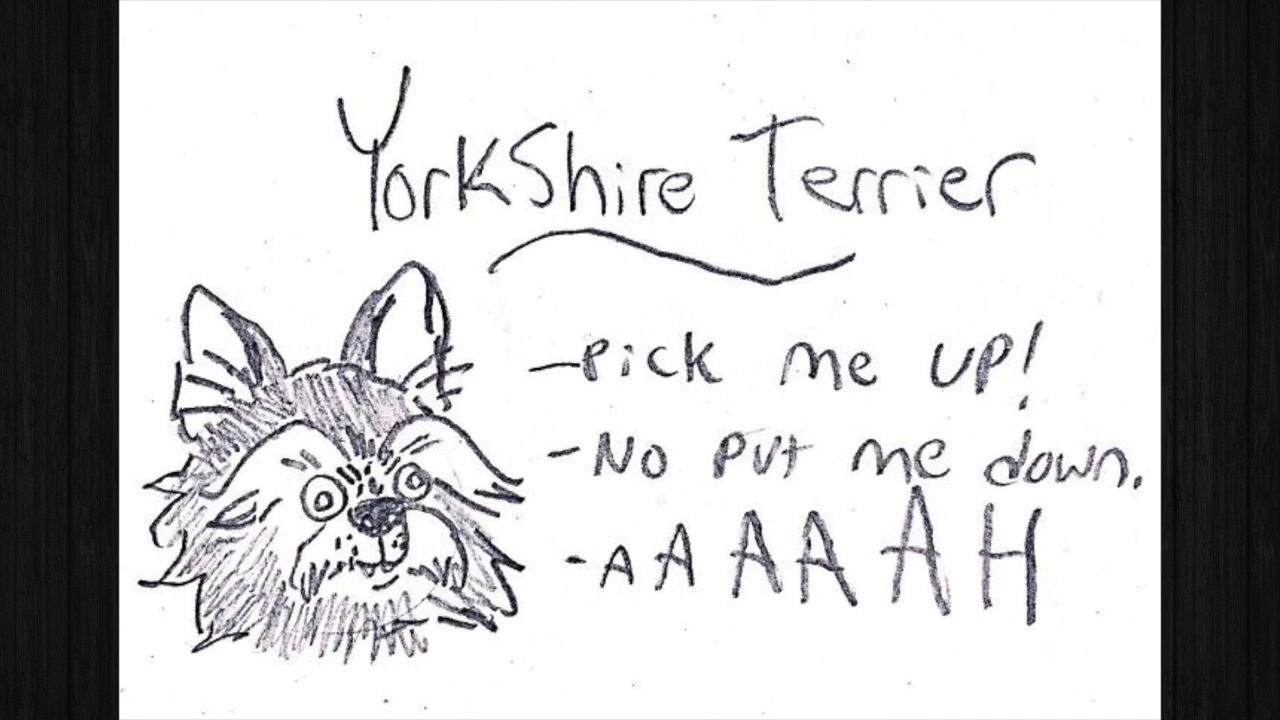 Yorkshire Terrier
- Pick me up!
- No put me down.
- AAAAAH